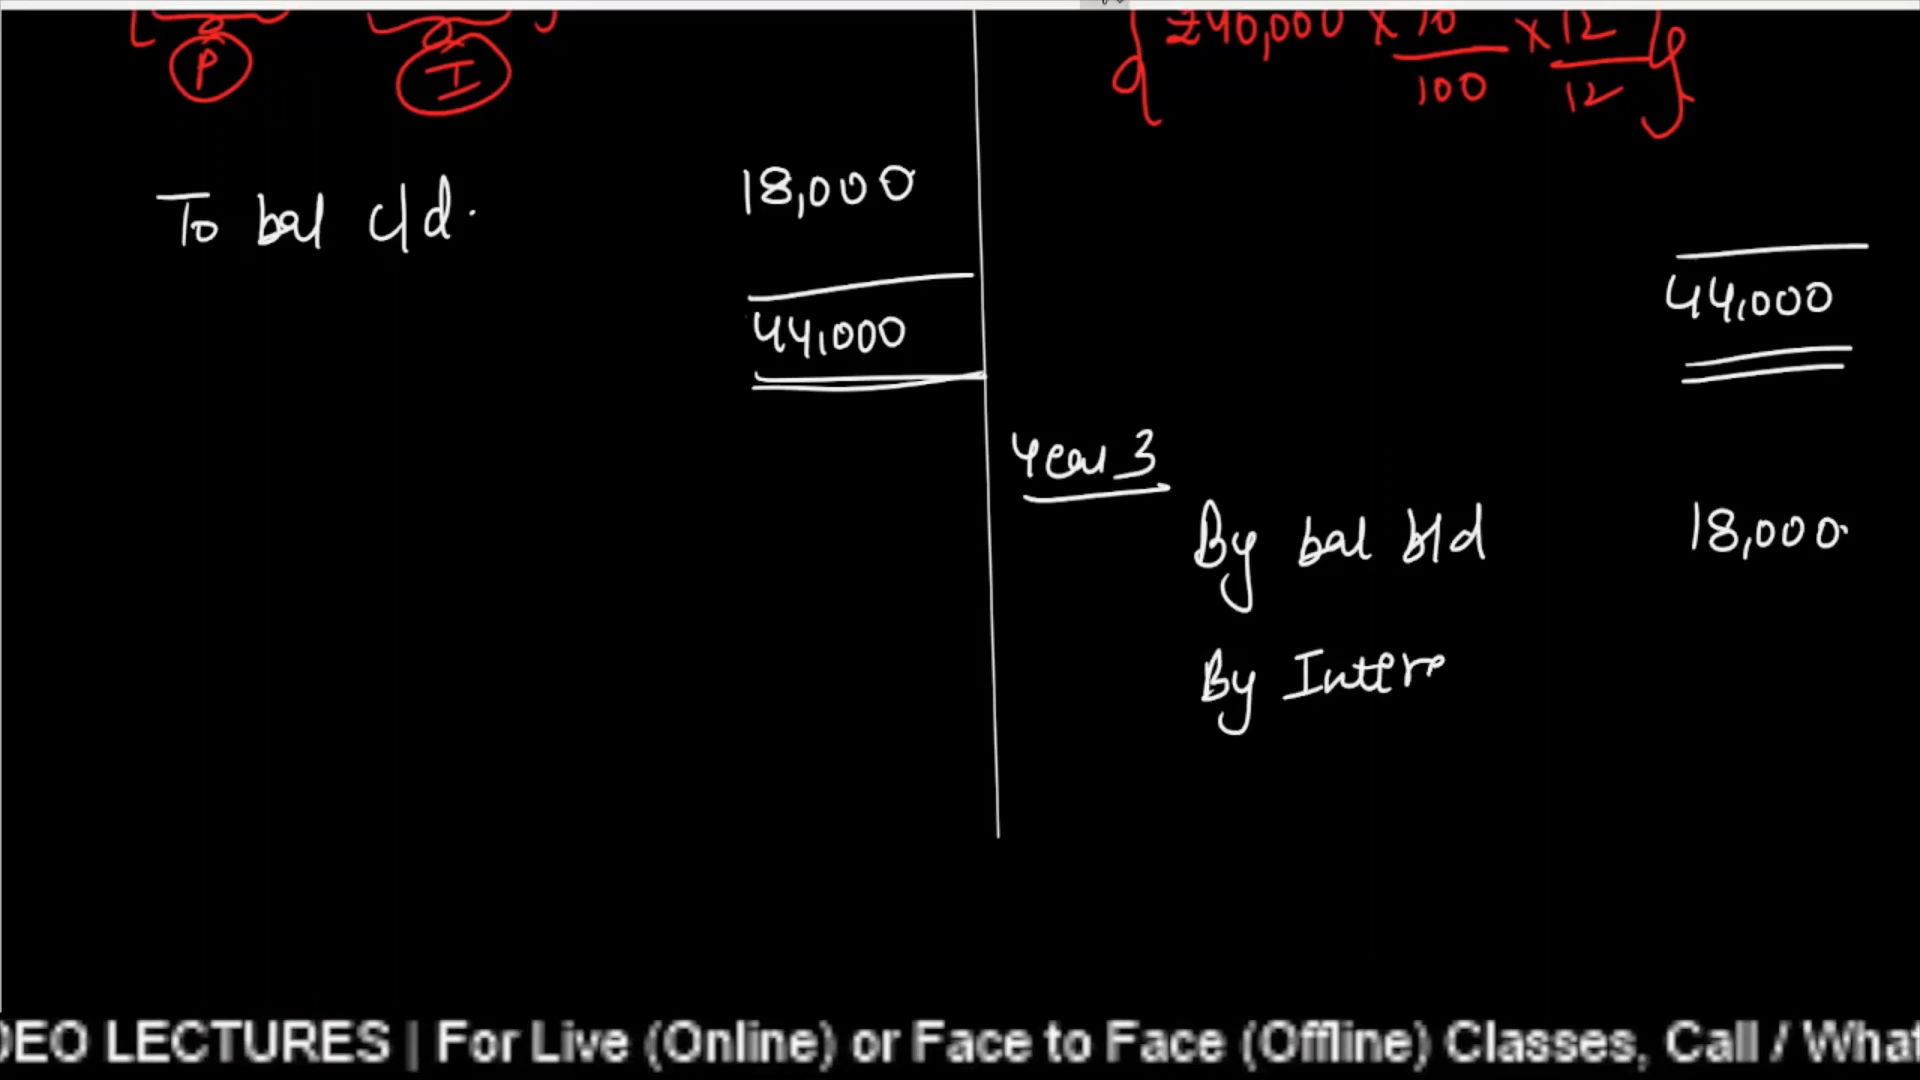 P I
₹40,000 × 10/100 × 12/12
To bal c/d. 18,000
44,000 44,000
Year 3
By bal b/d 18,000
By Intere
DEO LECTURES | For Live (Online) or Face to Face (Offline) Classes, Call / What